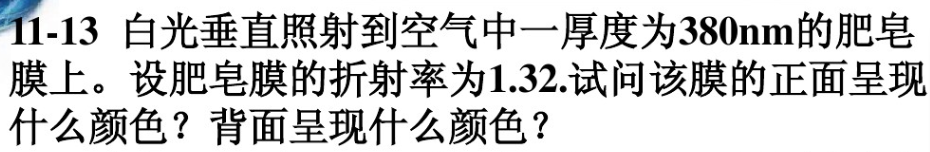 11-13 白光垂直照射到空气中一厚度为380nm的肥皂
膜上。设肥皂膜的折射率为1.32.试问该膜的正面呈现
什么颜色？背面呈现什么颜色？